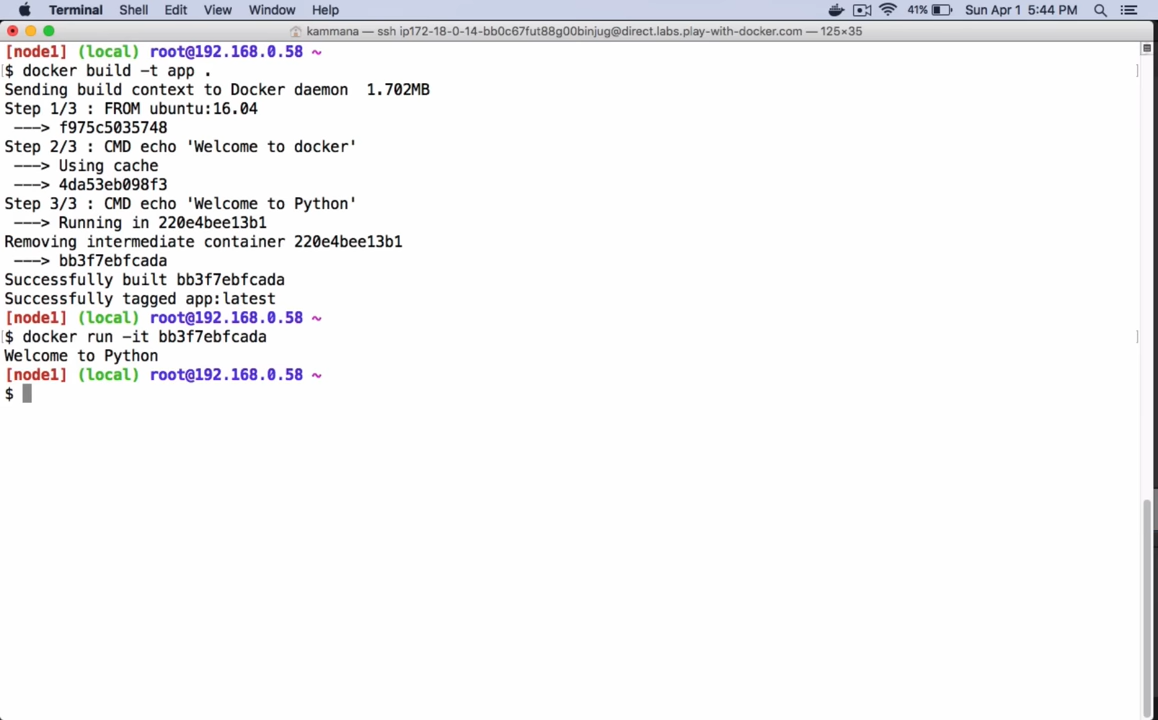 Terminal Shell Edit View Window Help 41% Sun Apr 1 5:44 PM
kammana — ssh ip172-18-0-14-bb0c67fut88g00binjug@direct.labs.play-with-docker.com — 125×35
[node1] (local) root@192.168.0.58 ~
$ docker build -t app .
Sending build context to Docker daemon  1.702MB
Step 1/3 : FROM ubuntu:16.04
 ---> f975c5035748
Step 2/3 : CMD echo 'Welcome to docker'
 ---> Using cache
 ---> 4da53eb098f3
Step 3/3 : CMD echo 'Welcome to Python'
 ---> Running in 220e4bee13b1
Removing intermediate container 220e4bee13b1
 ---> bb3f7ebfcada
Successfully built bb3f7ebfcada
Successfully tagged app:latest
[node1] (local) root@192.168.0.58 ~
$ docker run -it bb3f7ebfcada
Welcome to Python
[node1] (local) root@192.168.0.58 ~
$